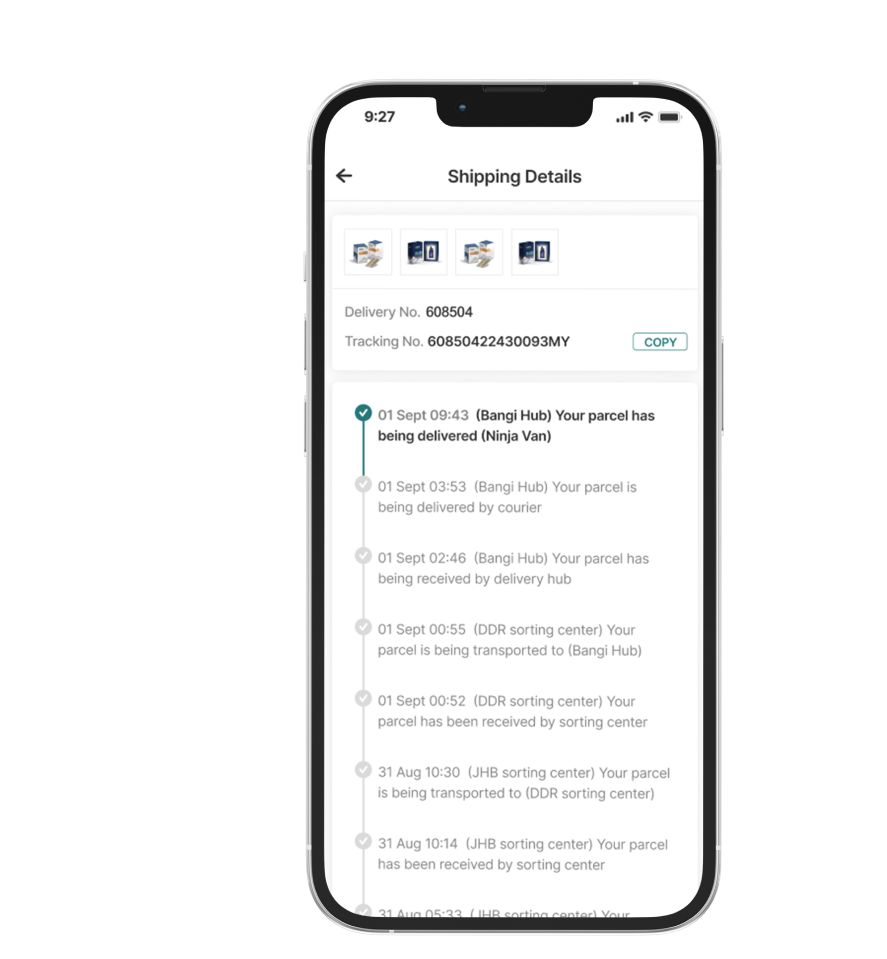 9:27
Shipping Details
Delivery No. 608504
Tracking No. 60850422430093MY
COPY
01 Sept 09:43 (Bangi Hub) Your parcel has
being delivered (Ninja Van)
01 Sept 03:53 (Bangi Hub) Your parcel is
being delivered by courier
01 Sept 02:46 (Bangi Hub) Your parcel has
being received by delivery hub
01 Sept 00:55 (DDR sorting center) Your
parcel is being transported to (Bangi Hub)
01 Sept 00:52 (DDR sorting center) Your
parcel has been received by sorting center
31 Aug 10:30 (JHB sorting center) Your parcel
is being transported to (DDR sorting center)
31 Aug 10:14 (JHB sorting center) Your parcel
has been received by sorting center
31 Aug 05:33 (JHB sorting center) Your